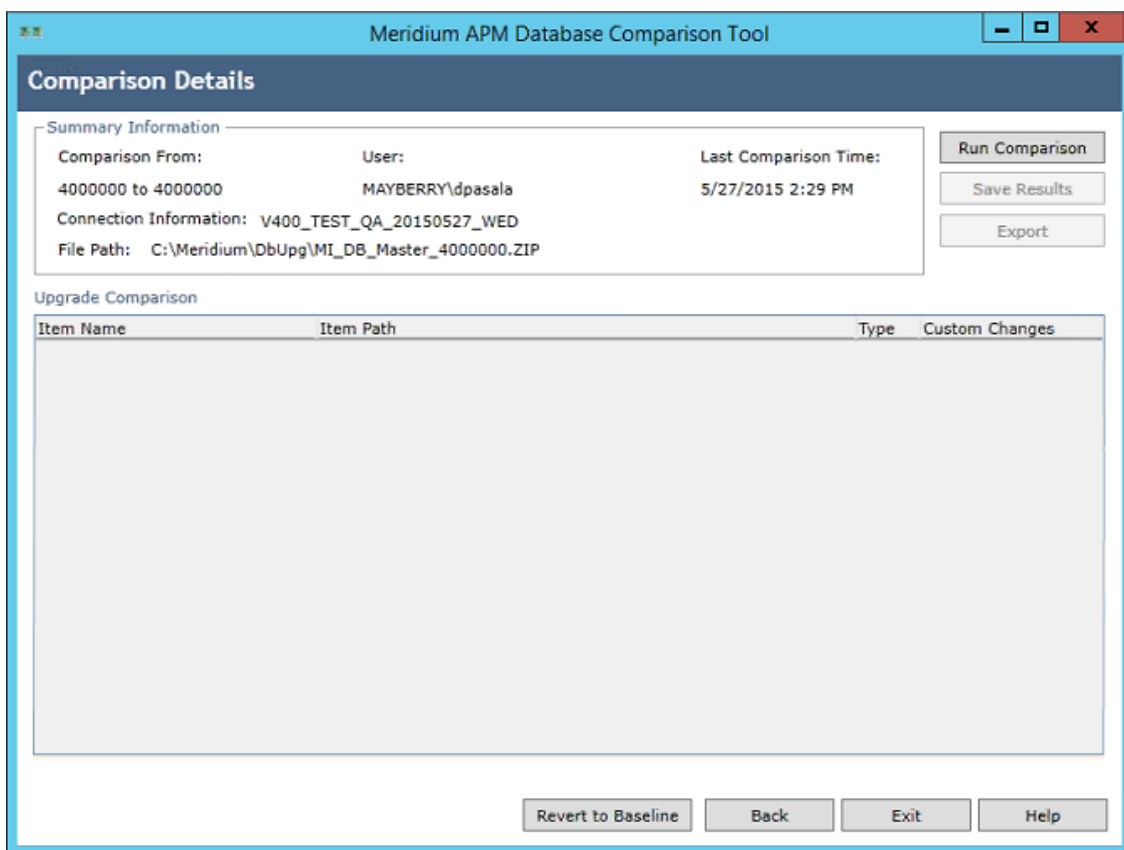 Meridium APM Database Comparison Tool
Comparison Details
Summary Information
Comparison From: User: Last Comparison Time:
4000000 to 4000000 MAYBERRY\dpasala 5/27/2015 2:29 PM
Connection Information: V400_TEST_QA_20150527_WED
File Path: C:\Meridium\DbUpg\MI_DB_Master_4000000.ZIP
Run Comparison
Save Results
Export
Upgrade Comparison
Item Name Item Path Type Custom Changes
Revert to Baseline Back Exit Help